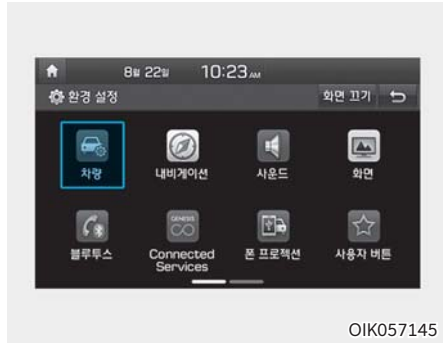 8월 22일 10:23 AM
환경 설정 화면 끄기
차량 내비게이션 사운드 화면
GENESIS
블루투스 Connected Services 폰 프로젝션 사용자 버튼
OIK057145